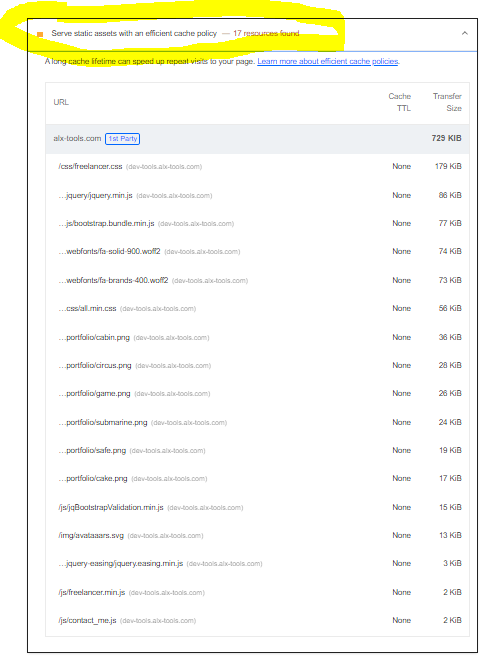 Serve static assets with an efficient cache policy — 17 resources found
A long cache lifetime can speed up repeat visits to your page. Learn more about efficient cache policies.
URL Cache TTL Transfer Size
alx-tools.com 1st Party 729 KiB
/css/freelancer.css (dev-tools.alx-tools.com) None 179 KiB
…jquery/jquery.min.js (dev-tools.alx-tools.com) None 86 KiB
…js/bootstrap.bundle.min.js (dev-tools.alx-tools.com) None 77 KiB
…webfonts/fa-solid-900.woff2 (dev-tools.alx-tools.com) None 74 KiB
…webfonts/fa-brands-400.woff2 (dev-tools.alx-tools.com) None 73 KiB
…css/all.min.css (dev-tools.alx-tools.com) None 56 KiB
…portfolio/cabin.png (dev-tools.alx-tools.com) None 36 KiB
…portfolio/circus.png (dev-tools.alx-tools.com) None 28 KiB
…portfolio/game.png (dev-tools.alx-tools.com) None 26 KiB
…portfolio/submarine.png (dev-tools.alx-tools.com) None 24 KiB
…portfolio/safe.png (dev-tools.alx-tools.com) None 19 KiB
…portfolio/cake.png (dev-tools.alx-tools.com) None 17 KiB
/js/jqBootstrapValidation.min.js (dev-tools.alx-tools.com) None 15 KiB
/img/avataaars.svg (dev-tools.alx-tools.com) None 13 KiB
…jquery-easing/jquery.easing.min.js (dev-tools.alx-tools.com) None 3 KiB
/js/freelancer.min.js (dev-tools.alx-tools.com) None 2 KiB
/js/contact_me.js (dev-tools.alx-tools.com) None 2 KiB